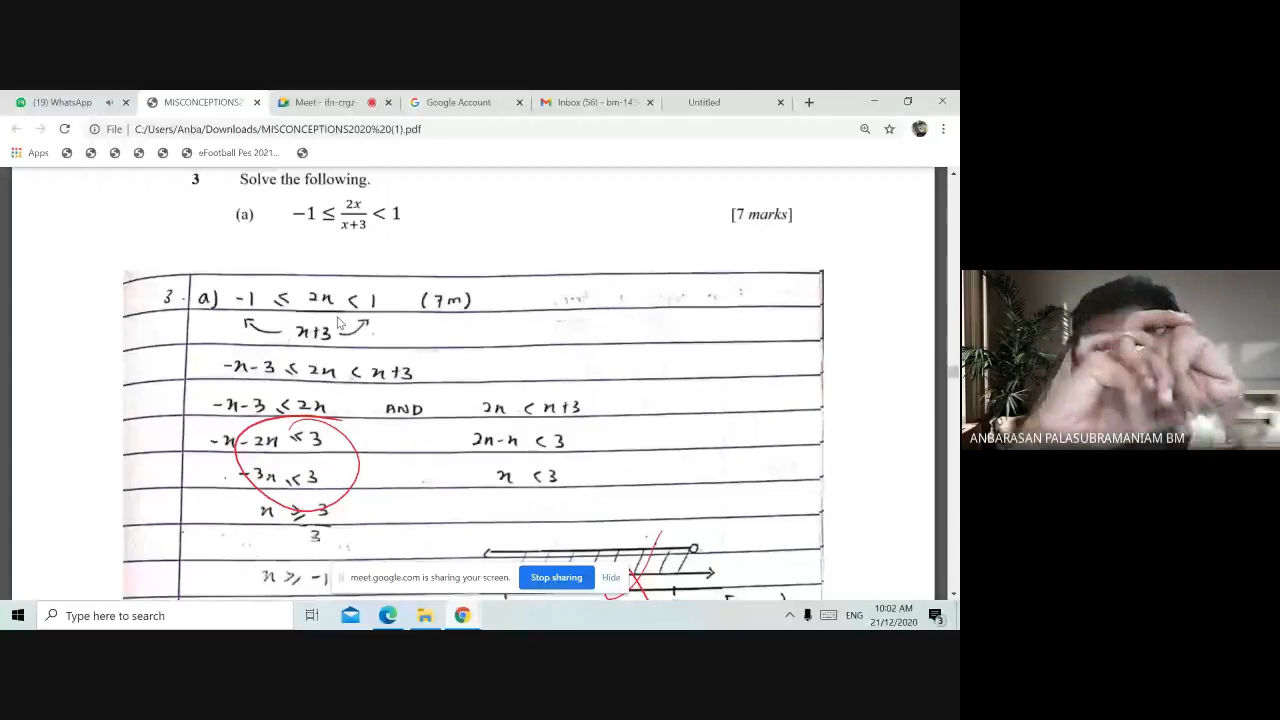 (19) WhatsApp
MISCONCEPTIONS2
Meet - ifn-crgz-
Google Account
Inbox (56) - bm-14
Untitled
File C:/Users/Anba/Downloads/MISCONCEPTIONS2020%20(1).pdf
Apps
eFootball Pes 2021...
3 Solve the following.
(a) −1 ≤ 2x/x+3 < 1 [7 marks]
3. a) -1 ≤ 2x < 1 (7m)
x+3
-x-3 ≤ 2x < x+3
-x-3 ≤ 2x AND 2x < x+3
-x-2x ≤ 3 2x-x < 3
-3x ≤ 3 x < 3
x ≥ 3
3
x ≥ -1
meet.google.com is sharing your screen. Stop sharing Hide
ANBARASAN PALASUBRAMANIAM BM
Type here to search
ENG
10:02 AM
21/12/2020
3